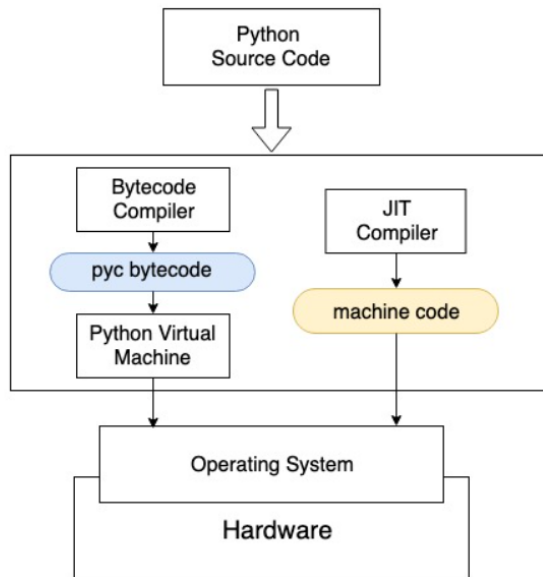 Python
Source Code
Bytecode
Compiler
pyc bytecode
Python Virtual
Machine
JIT
Compiler
machine code
Operating System
Hardware